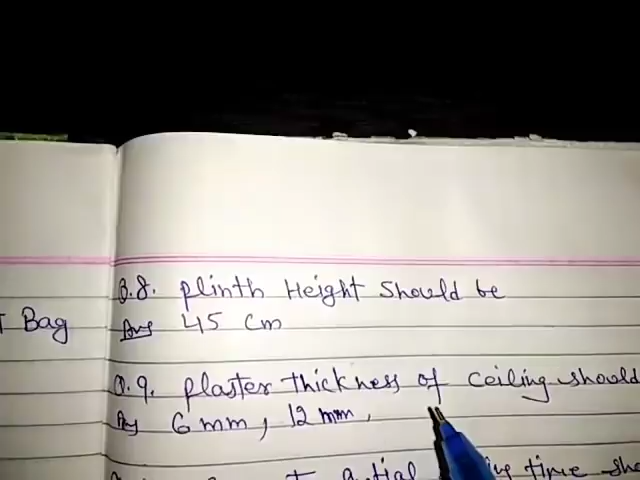 Q.8. Plinth Height Should be
Bag
Ans 45 Cm
Q.9. Plaster thickness of Ceiling should
Ans 6 mm, 12 mm,
time